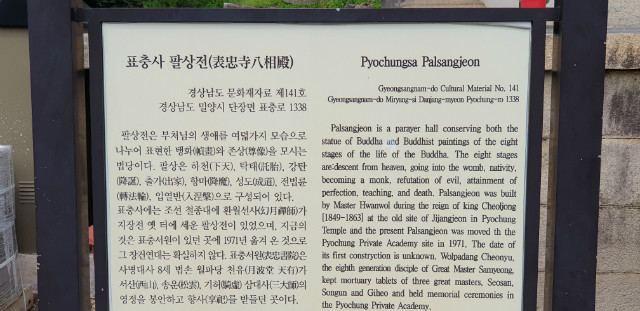 표충사 팔상전(表忠寺八相殿)
경상남도 문화재자료 제141호
경상남도 밀양시 단장면 표충로 1338
팔상전은 부처님의 생애를 여덟가지 모습으로
나누어 표현한 탱화(幀畫)와 존상(尊像)을 모시는
법당이다. 팔상은 하천(下天), 탁태(託胎), 강탄
(降誕), 출가(出家), 항마(降魔), 성도(成道), 전법륜
(轉法輪), 입열반(入涅槃)으로 구성되어 있다.
표충사에는 조선 철종대에 환월선사(幻月禪師)가
지장전 옛 터에 세운 팔상전이 있었으며, 지금의
것은 표충서원이 있던 곳에 1971년 옮겨 온 것으로
그 창건연대는 확실하지 않다. 표충서원(表忠書院)은
사명대사 8세 법손 월파당 천유(月波堂 天有)가
서산(西山), 송운(松雲), 기허(騎虛) 삼대사(三大師)의
영정을 봉안하고 향사(享祀)를 받들던 곳이다.
Pyochungsa Palsangjeon
Gyeongsangnam-do Cultural Material No. 141
Gyeongsangnam-do Miryang-si Danjang-myeon Pyochung-ro 1338
Palsangjeon is a parayer hall conserving both the
statue of Buddha and Buddhist paintings of the eight
stages of the life of the Buddha. The eight stages
are:descent from heaven, going into the womb, nativity,
becoming a monk, refutation of evil, attainment of
perfection, teaching, and death. Palsangjeon was built
by Master Hwanwol during the reign of king Cheoljong
[1849-1863] at the old site of Jijangjeon in Pyochung
Temple and the present Palsangjeon was moved th the
Pyochung Private Academy site in 1971. The date of
its first constryction is unknown, Wolpadang Cheonyu,
the eighth generation disciple of Great Master Samyeong,
kept mortuary tablets of three great masters, Seosan,
Songun and Giheo and held memorial ceremonies in
the Pyochung Private Academy.